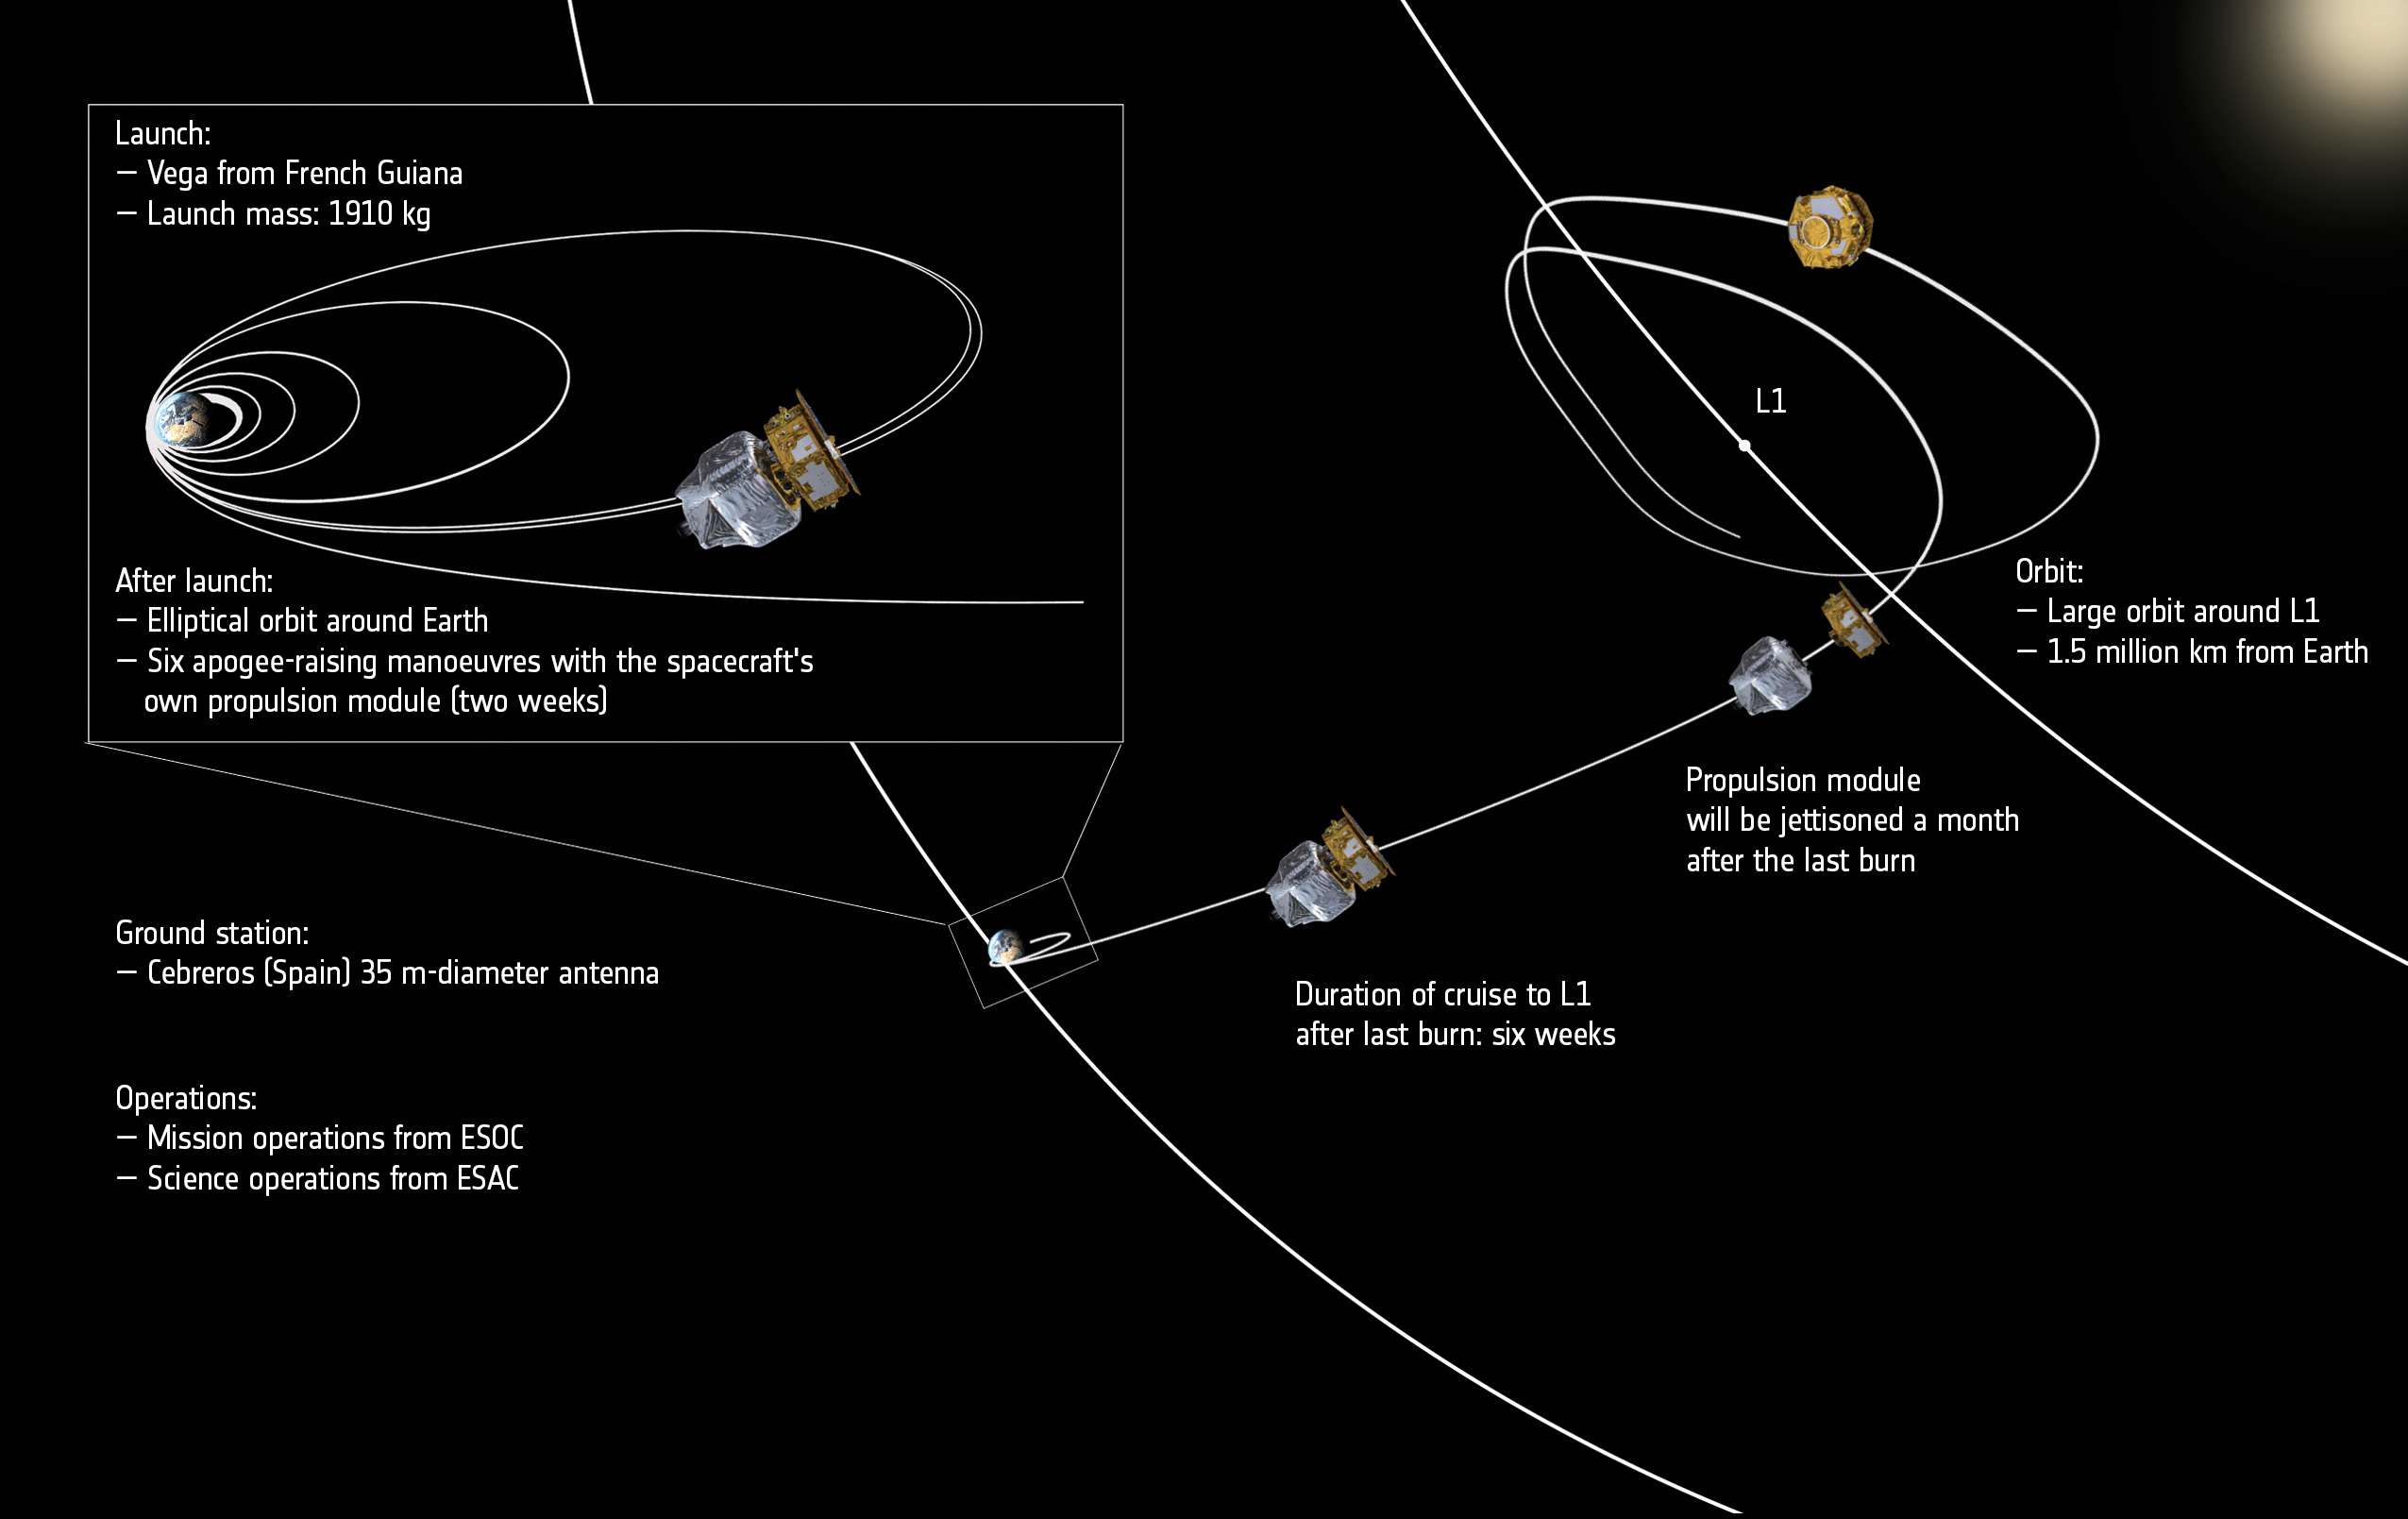 Launch:
— Vega from French Guiana
— Launch mass: 1910 kg
After launch:
— Elliptical orbit around Earth
— Six apogee-raising manoeuvres with the spacecraft's
own propulsion module (two weeks)
L1
Orbit:
— Large orbit around L1
— 1.5 million km from Earth
Propulsion module
will be jettisoned a month
after the last burn
Duration of cruise to L1
after last burn: six weeks
Ground station:
— Cebreros (Spain) 35 m-diameter antenna
Operations:
— Mission operations from ESOC
— Science operations from ESAC